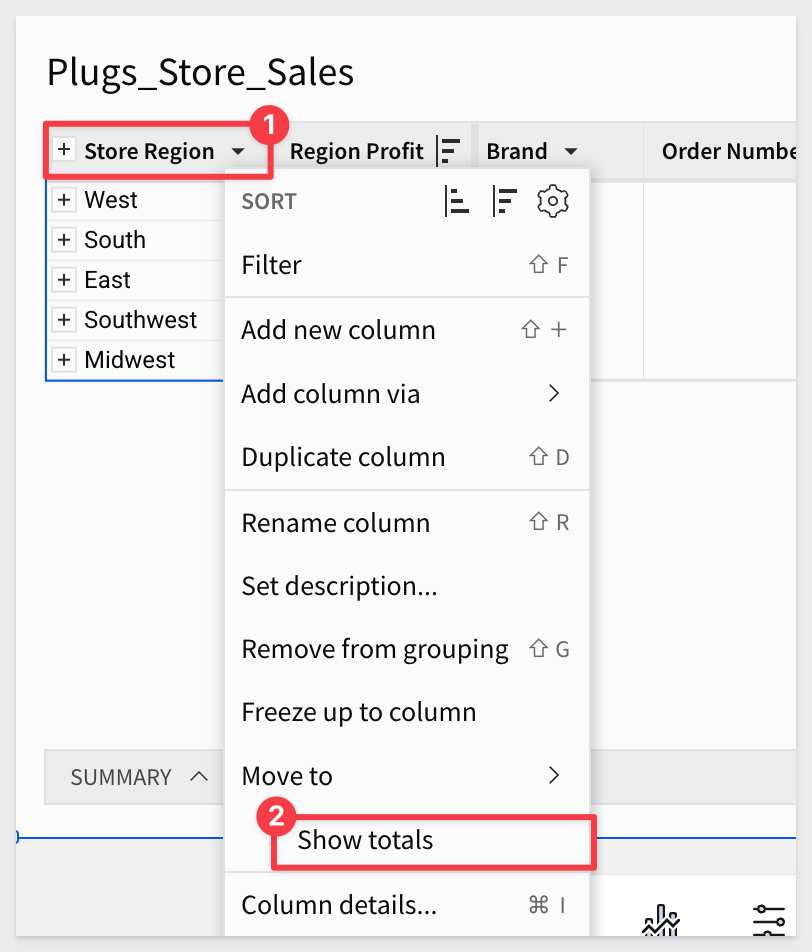 Plugs_Store_Sales
1
+ Store Region
Region Profit
Brand
Order Numbe
+ West
+ South
+ East
+ Southwest
+ Midwest
SORT
Filter ⇧ F
Add new column ⇧ +
Add column via
Duplicate column ⇧ D
Rename column ⇧ R
Set description...
Remove from grouping ⇧ G
Freeze up to column
Move to
2
Show totals
Column details... ⌘ I
SUMMARY